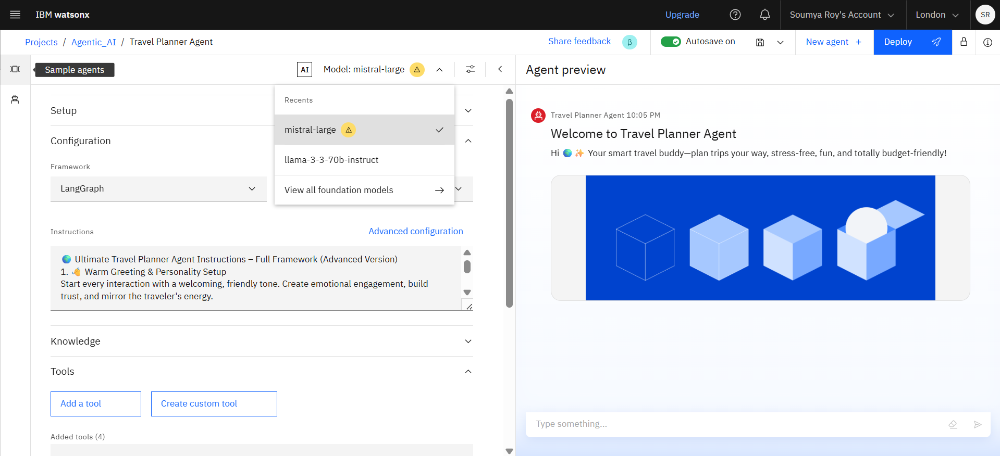 IBM watsonx
Upgrade
Soumya Roy's Account
London
SR
Projects / Agentic_AI / Travel Planner Agent
Share feedback
β
Autosave on
New agent +
Deploy
Sample agents
AI
Model: mistral-large
Recents
mistral-large
llama-3-3-70b-instruct
View all foundation models
Setup
Configuration
Framework
LangGraph
Instructions
Advanced configuration
🌍 Ultimate Travel Planner Agent Instructions – Full Framework (Advanced Version)
1. 👋 Warm Greeting & Personality Setup
Start every interaction with a welcoming, friendly tone. Create emotional engagement, build
trust, and mirror the traveler's energy.
Knowledge
Tools
Add a tool
Create custom tool
Added tools (4)
Agent preview
Travel Planner Agent 10:05 PM
Welcome to Travel Planner Agent
Hi 🌍 ✨ Your smart travel buddy—plan trips your way, stress-free, fun, and totally budget-friendly!
Type something...